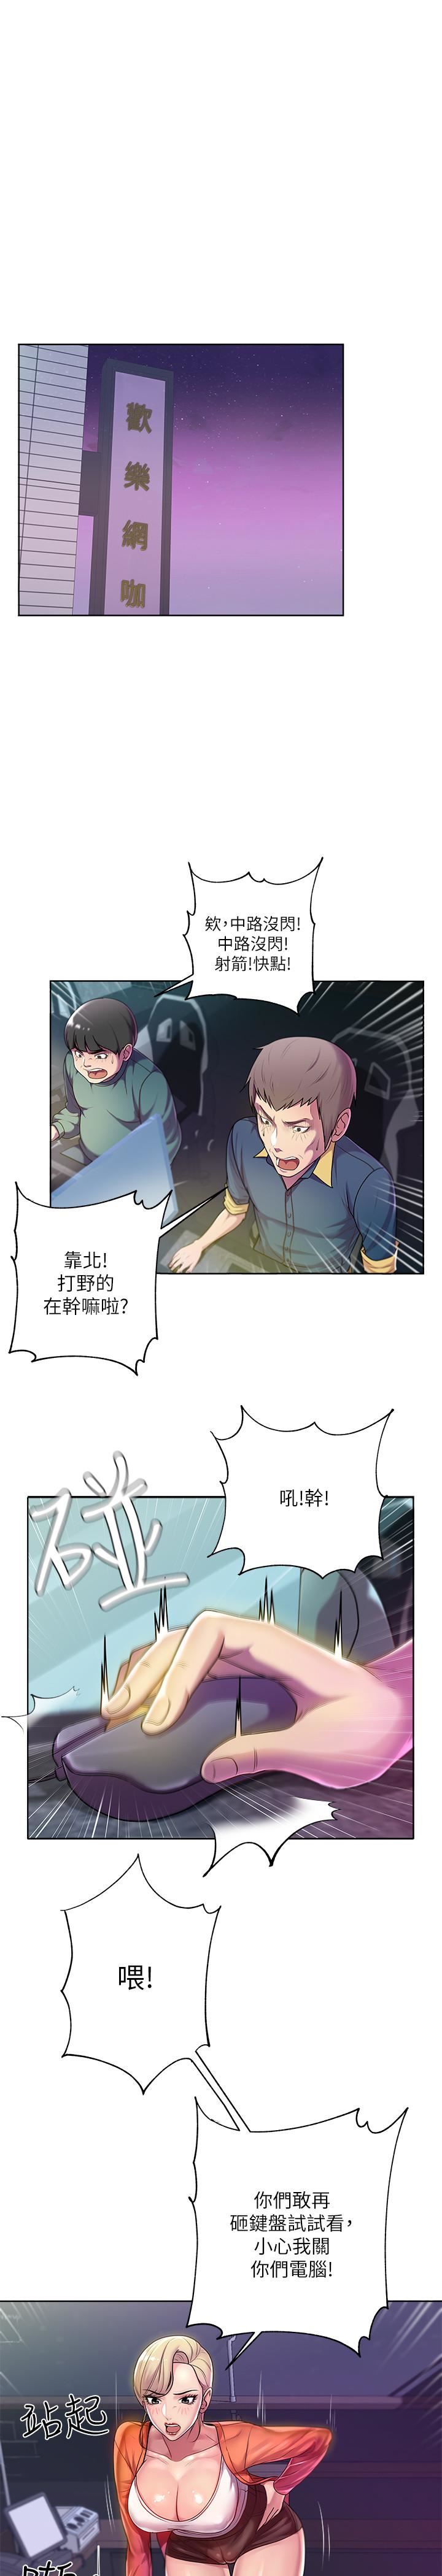 歡樂網咖
欸,中路沒閃!
中路沒閃!
射箭!快點!
靠北!
打野的
在幹嘛啦?
吼!幹!
碰
喂!
你們敢再
砸鍵盤試試看,
小心我關
你們電腦!
站起